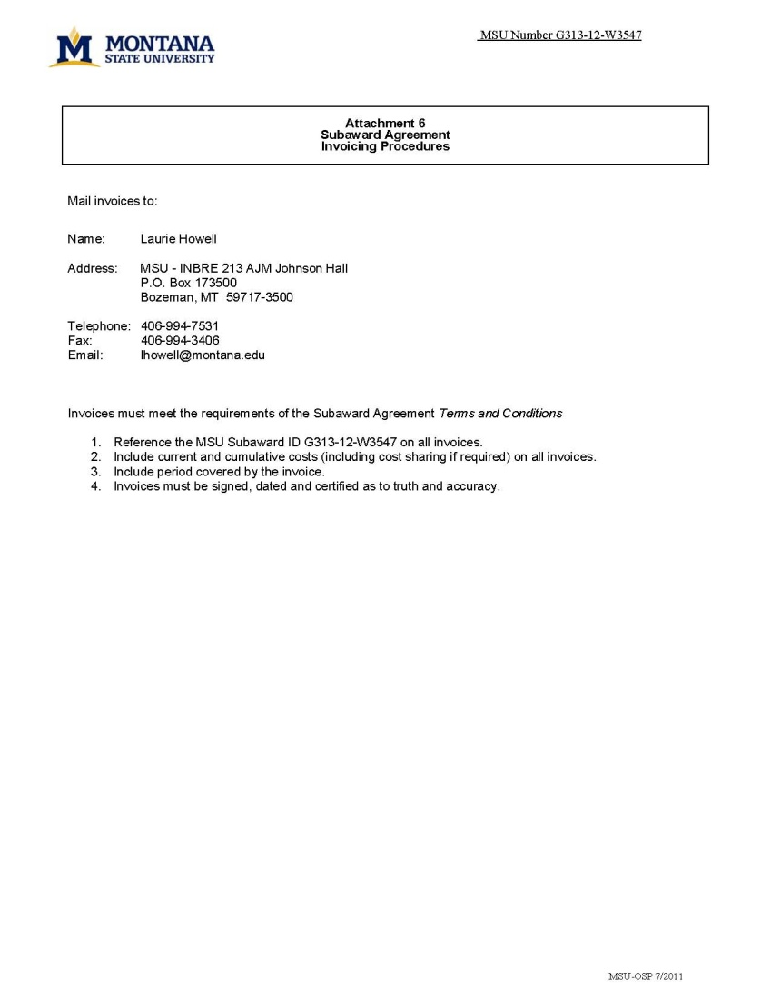 MONTANA
STATE UNIVERSITY
MSU Number G313-12-W3547
Attachment 6
Subaward Agreement
Invoicing Procedures
Mail invoices to:
Name: Laurie Howell
Address: MSU - INBRE 213 AJM Johnson Hall
P.O. Box 173500
Bozeman, MT 59717-3500
Telephone: 406-994-7531
Fax: 406-994-3406
Email: lhowell@montana.edu
Invoices must meet the requirements of the Subaward Agreement Terms and Conditions
1. Reference the MSU Subaward ID G313-12-W3547 on all invoices.
2. Include current and cumulative costs (including cost sharing if required) on all invoices.
3. Include period covered by the invoice.
4. Invoices must be signed, dated and certified as to truth and accuracy.
MSU-OSP 7/2011